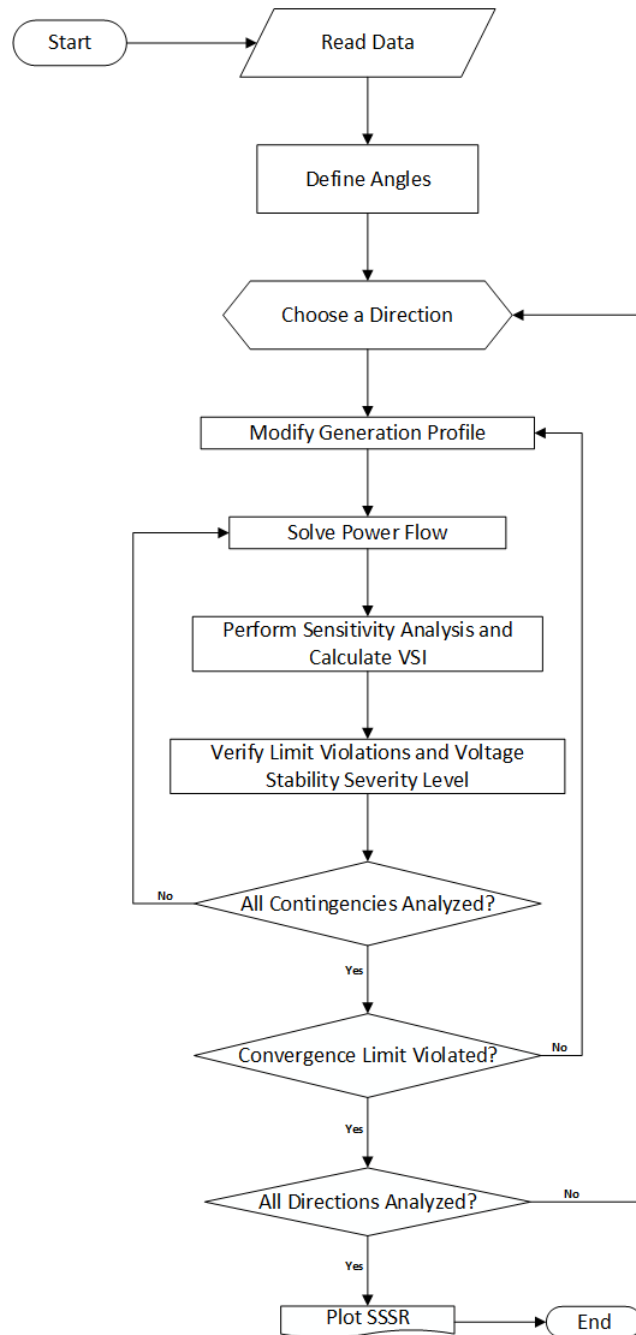 Start
Read Data
Define Angles
Choose a Direction
Modify Generation Profile
Solve Power Flow
Perform Sensitivity Analysis and
Calculate VSI
Verify Limit Violations and Voltage
Stability Severity Level
No
All Contingencies Analyzed?
Yes
Convergence Limit Violated?
No
Yes
All Directions Analyzed?
No
Yes
Plot SSSR
End